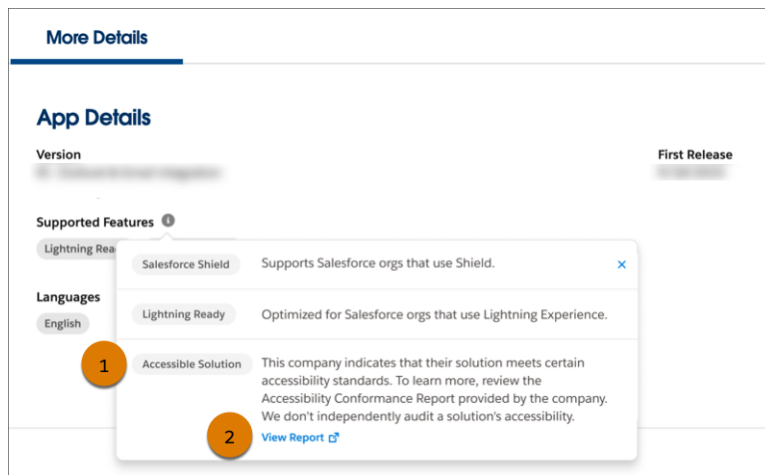 More Details
App Details
Version
First Release
Supported Features
Lightning Rea
Salesforce Shield
Supports Salesforce orgs that use Shield.
Languages
English
Lightning Ready
Optimized for Salesforce orgs that use Lightning Experience.
1
Accessible Solution
This company indicates that their solution meets certain
accessibility standards. To learn more, review the
Accessibility Conformance Report provided by the company.
We don't independently audit a solution's accessibility.
2
View Report